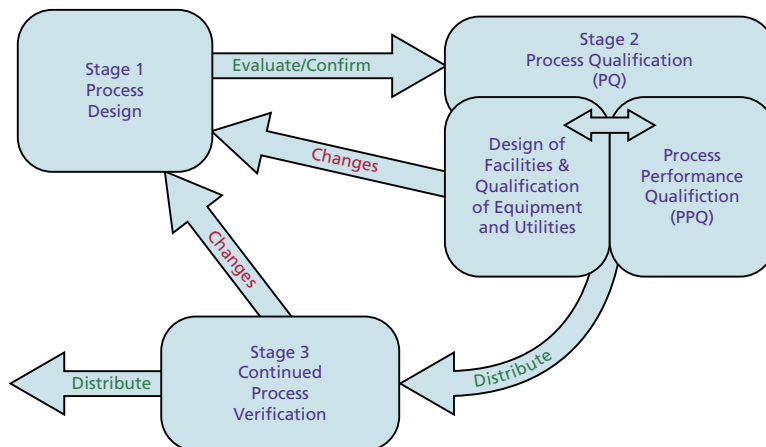 Stage 1
Process
Design
Evaluate/Confirm
Stage 2
Process Qualification
(PQ)
Changes
Design of
Facilities &
Qualification
of Equipment
and Utilities
Process
Performance
Qualifiction
(PPQ)
Changes
Distribute
Stage 3
Continued
Process
Verification
Distribute